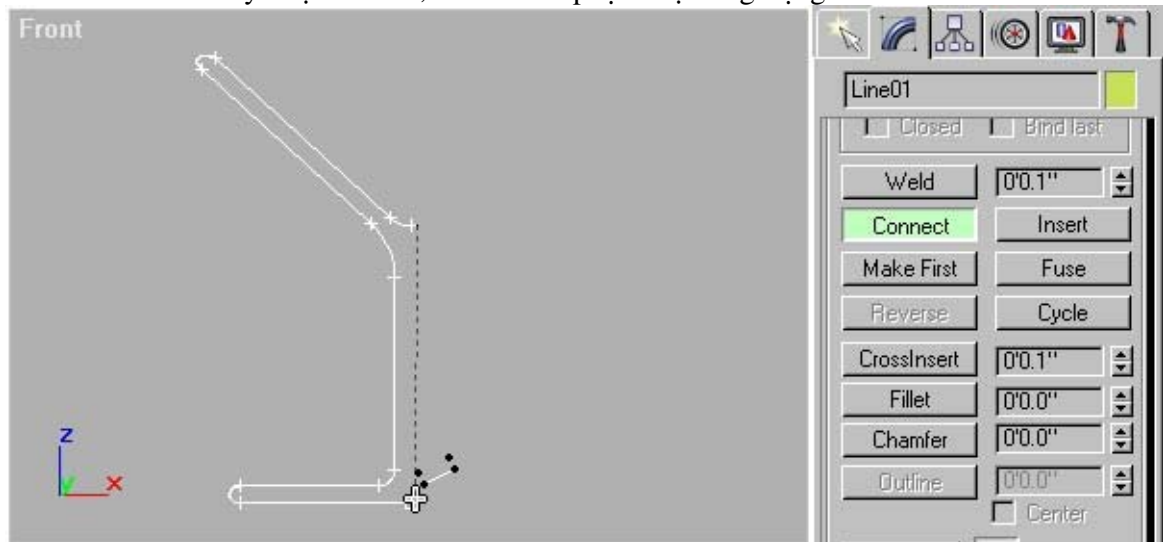 Front
Line01
Closed Bind last
Weld 0'0.1"
Connect Insert
Make First Fuse
Reverse Cycle
CrossInsert 0'0.1"
Fillet 0'0.0"
Chamfer 0'0.0"
Outline 0'0.0"
Center
z
y x